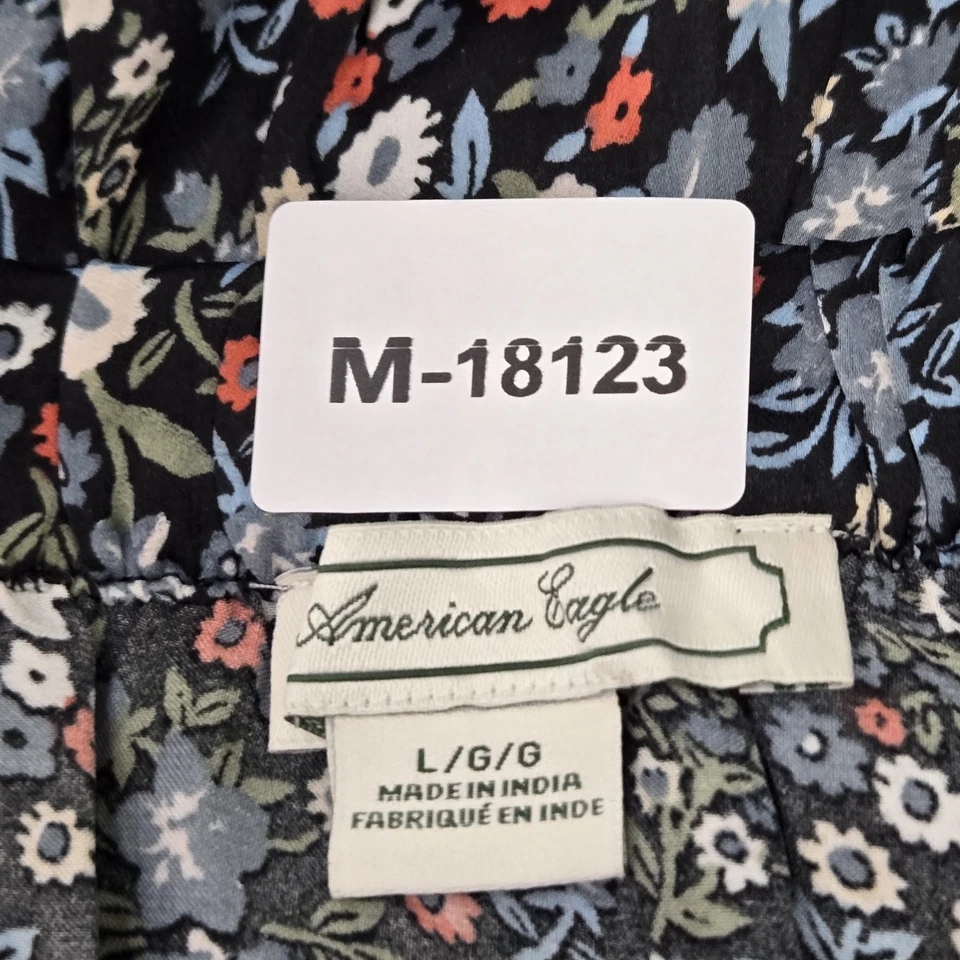 M-18123
American Eagle
L/G/G
MADE IN INDIA
FABRIQUÉ EN INDE